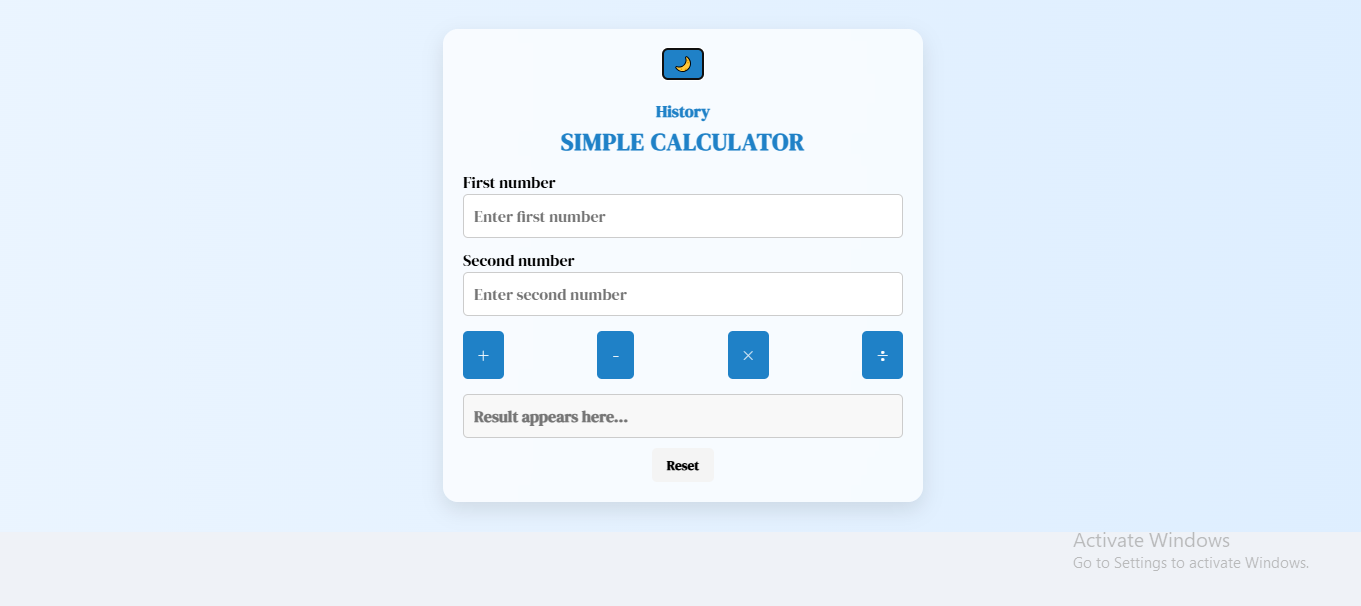 History
SIMPLE CALCULATOR
First number
Enter first number
Second number
Enter second number
+ - × ÷
Result appears here...
Reset
Activate Windows
Go to Settings to activate Windows.